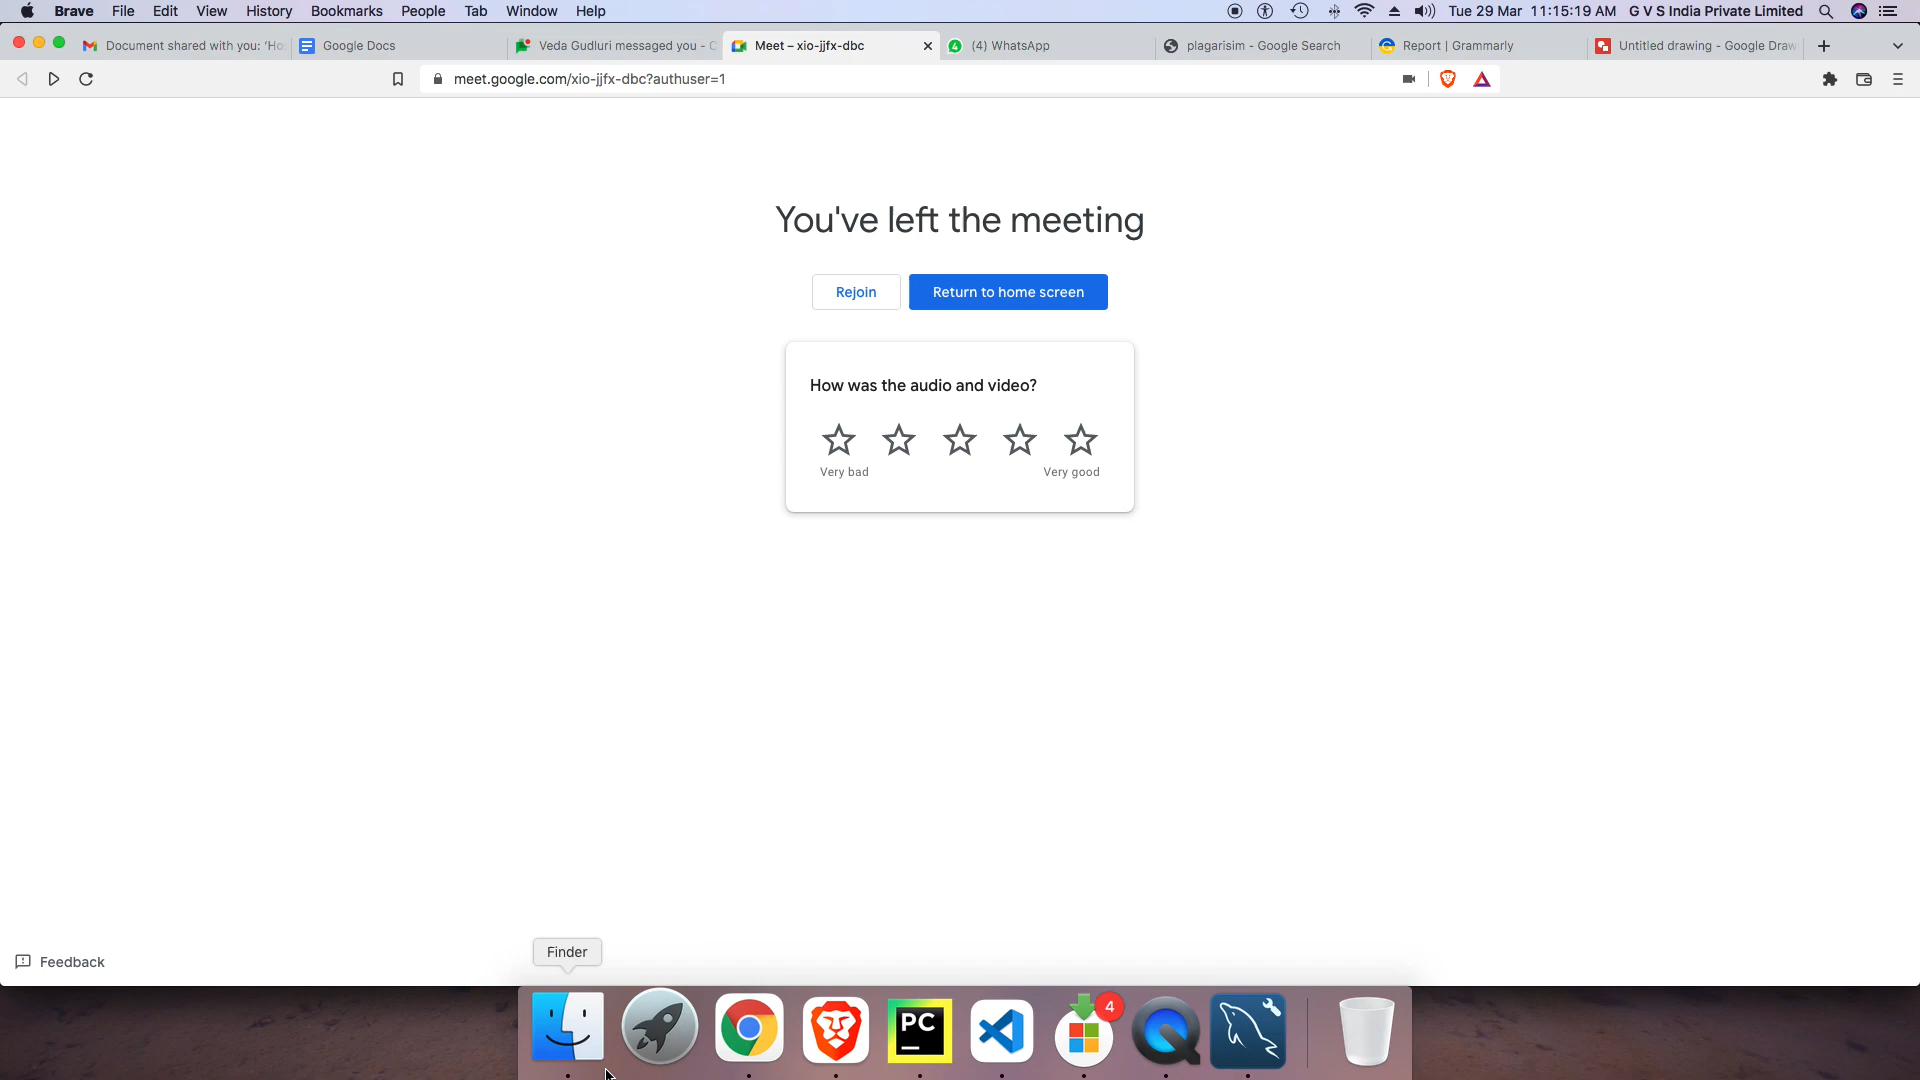 Brave File Edit View History Bookmarks People Tab Window Help Tue 29 Mar 11:15:19 AM G V S India Private Limited
Document shared with you: 'Ho Google Docs Veda Gudluri messaged you - C Meet – xio-jjfx-dbc (4) WhatsApp plagarisim - Google Search Report | Grammarly Untitled drawing - Google Draw
meet.google.com/xio-jjfx-dbc?authuser=1
You've left the meeting
Rejoin Return to home screen
How was the audio and video?
Very bad Very good
Feedback
Finder
PC
4